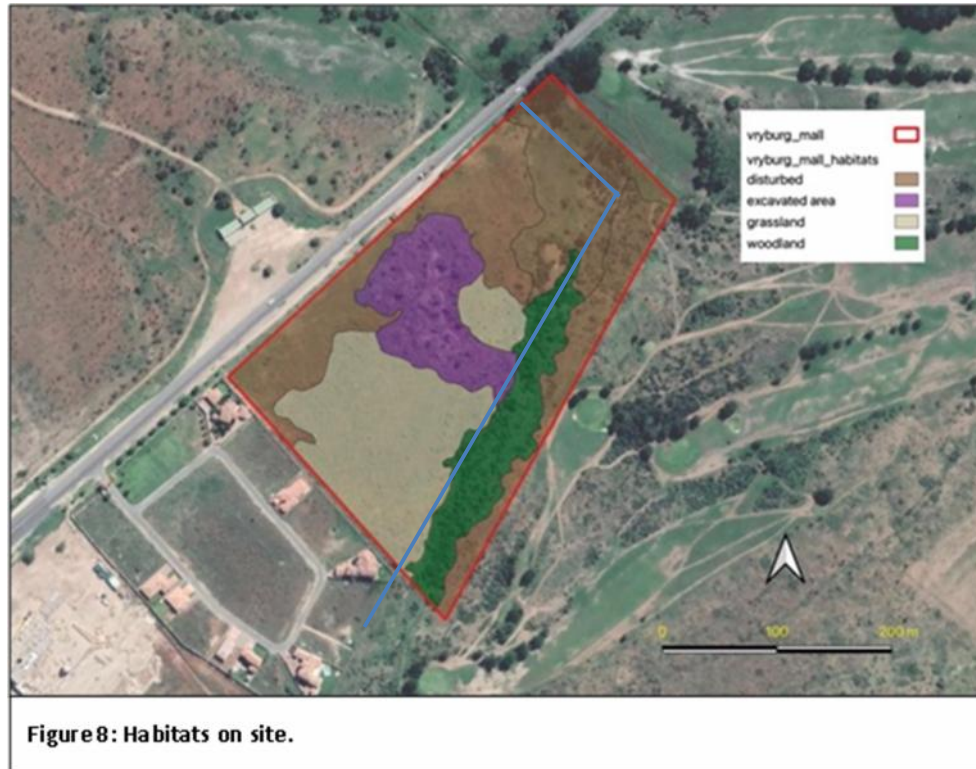 vryburg_mall
vryburg_mall_habitats
disturbed
excavated area
grassland
woodland
0 100 200 m
Figure 8: Habitats on site.